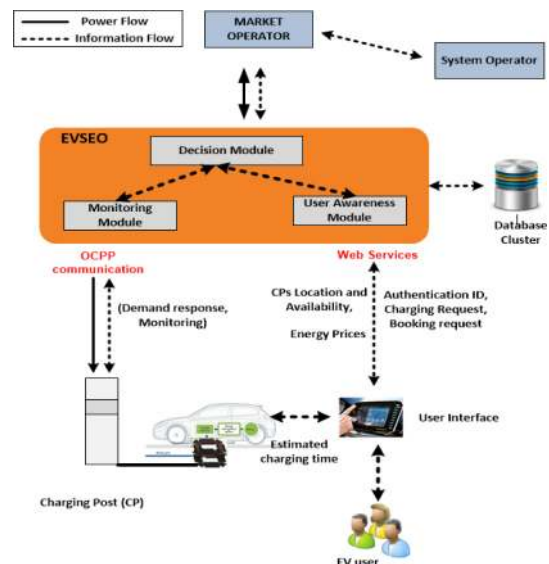 Power Flow
Information Flow
MARKET
OPERATOR
System Operator
EVSEO
Decision Module
Monitoring
Module
User Awareness
Module
Database
Cluster
OCPP
communication
Web Services
(Demand response,
Monitoring)
CPs Location and
Availability,
Energy Prices
Authentication ID,
Charging Request,
Booking request
User Interface
Estimated
charging time
Charging Post (CP)
EV user